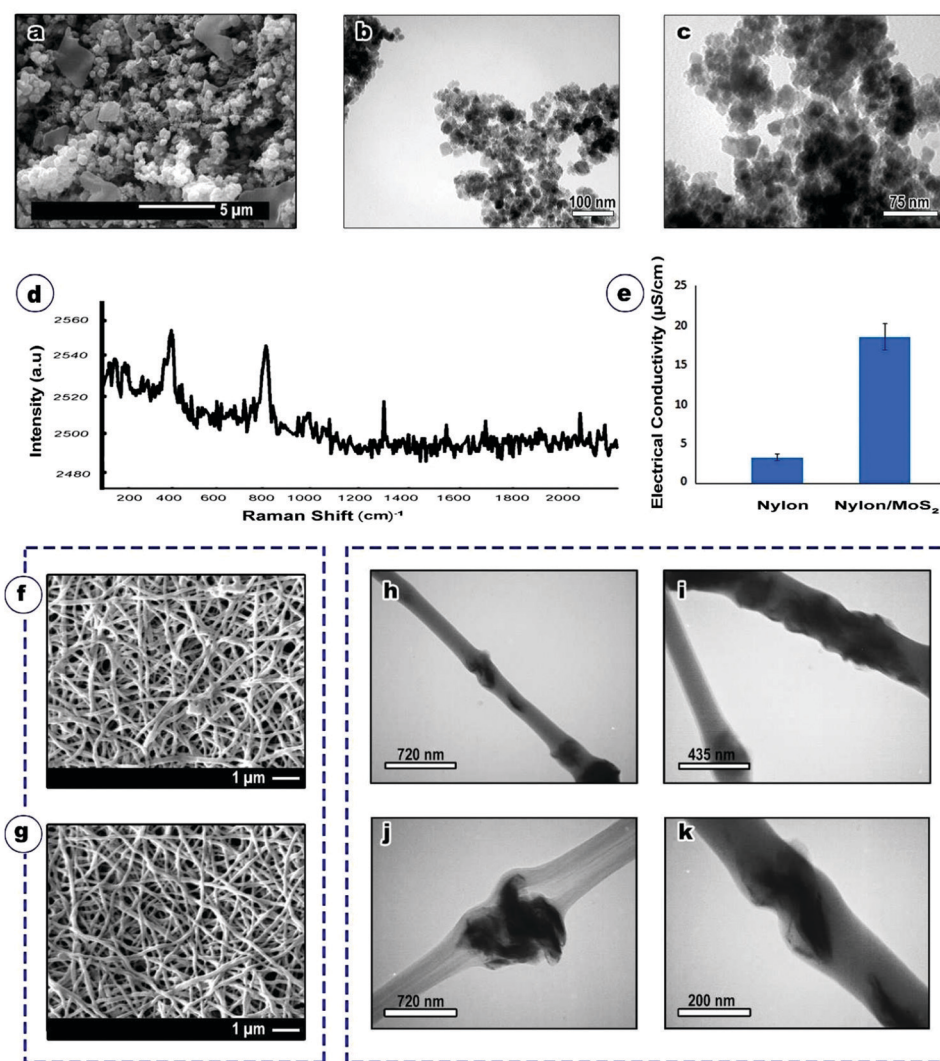 a
5 µm
b
100 nm
c
75 nm
d
Intensity (a.u)
2560
2540
2520
2500
2480
200 400 600 800 1000 1200 1400 1600 1800 2000
Raman Shift (cm)-1
e
Electrical Conductivity (µS/cm)
25
20
15
10
5
0
Nylon Nylon/MoS2
f
1 µm
g
1 µm
h
720 nm
i
435 nm
j
720 nm
k
200 nm